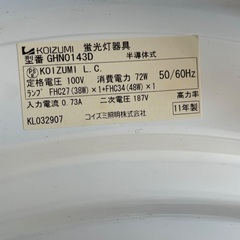 KOIZUMI 蛍光灯器具
型番 GHN0143D 半導体式
KOIZUMI L.C.
定格電圧 100V 消費電力 72W 50/60Hz
ランプ FHC27(38W)×1+FHC34(48W)×1
入力電流 0.73A 二次電圧 187V 高力率
コイズミ照明株式会社 11年製
KL032907